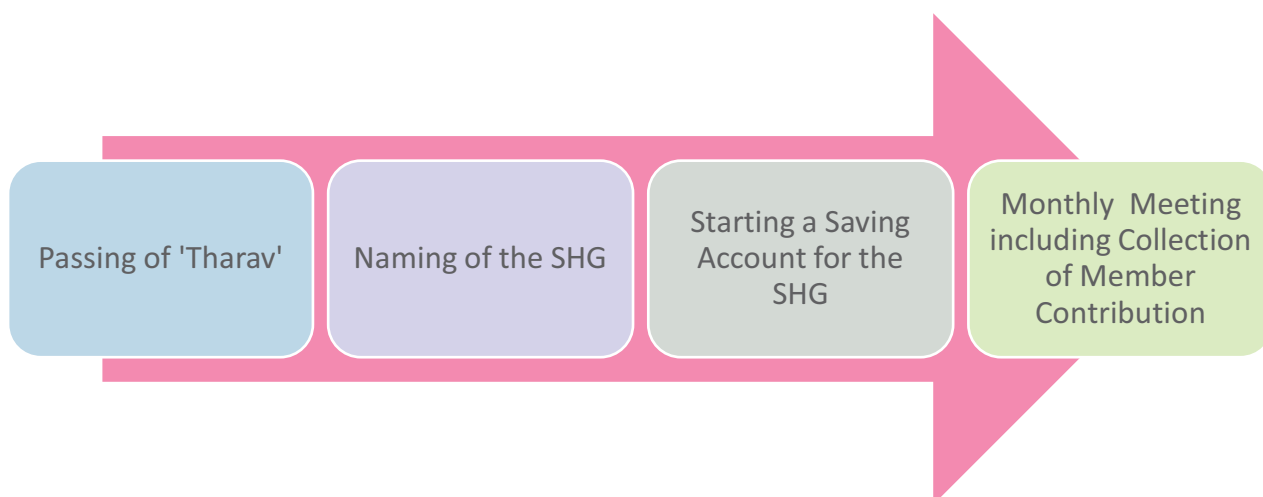 Passing of 'Tharav'
Naming of the SHG
Starting a Saving
Account for the
SHG
Monthly Meeting
including Collection
of Member
Contribution